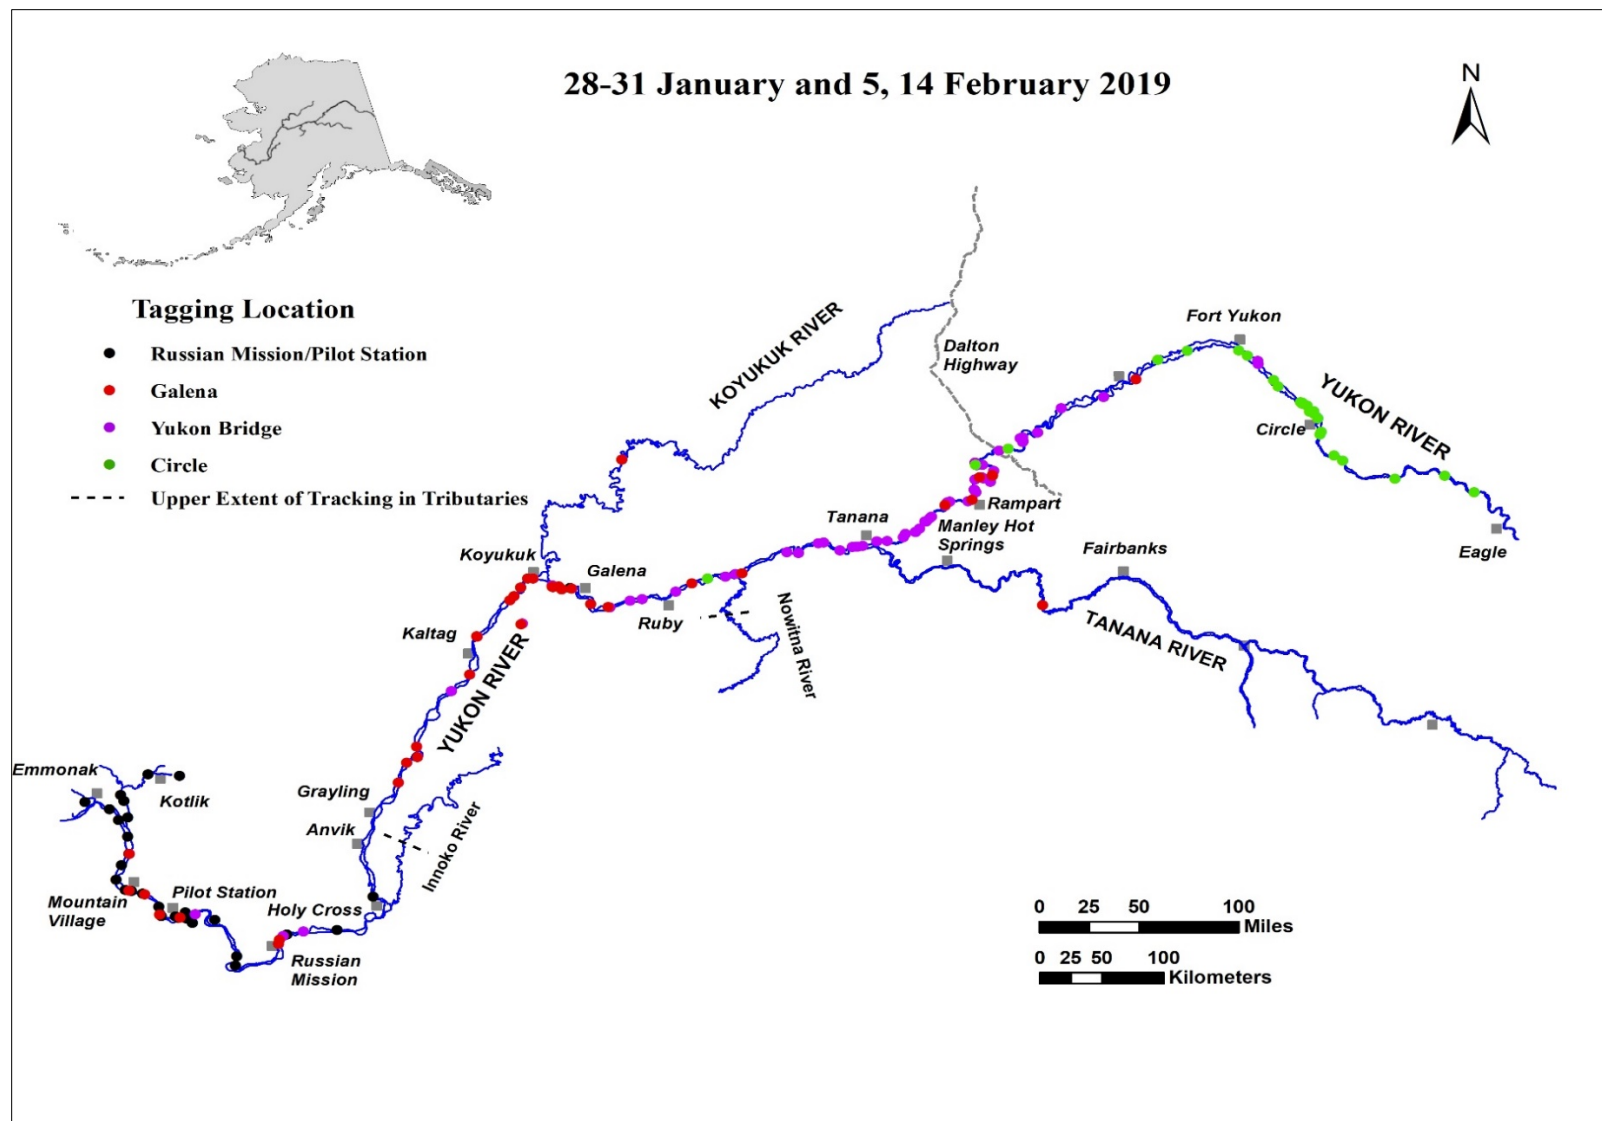 28-31 January and 5, 14 February 2019
N
Tagging Location
Russian Mission/Pilot Station
Galena
Yukon Bridge
Circle
Upper Extent of Tracking in Tributaries
KOYUKUK RIVER
Dalton
Highway
Fort Yukon
YUKON RIVER
Circle
Eagle
Rampart
Tanana
Manley Hot
Springs
Fairbanks
TANANA RIVER
Koyukuk
Galena
Ruby
Nowitna River
Kaltag
YUKON RIVER
Grayling
Anvik
Innoko River
Emmonak
Kotlik
Mountain
Village
Pilot Station
Holy Cross
Russian
Mission
0 25 50 100
Miles
0 25 50 100
Kilometers